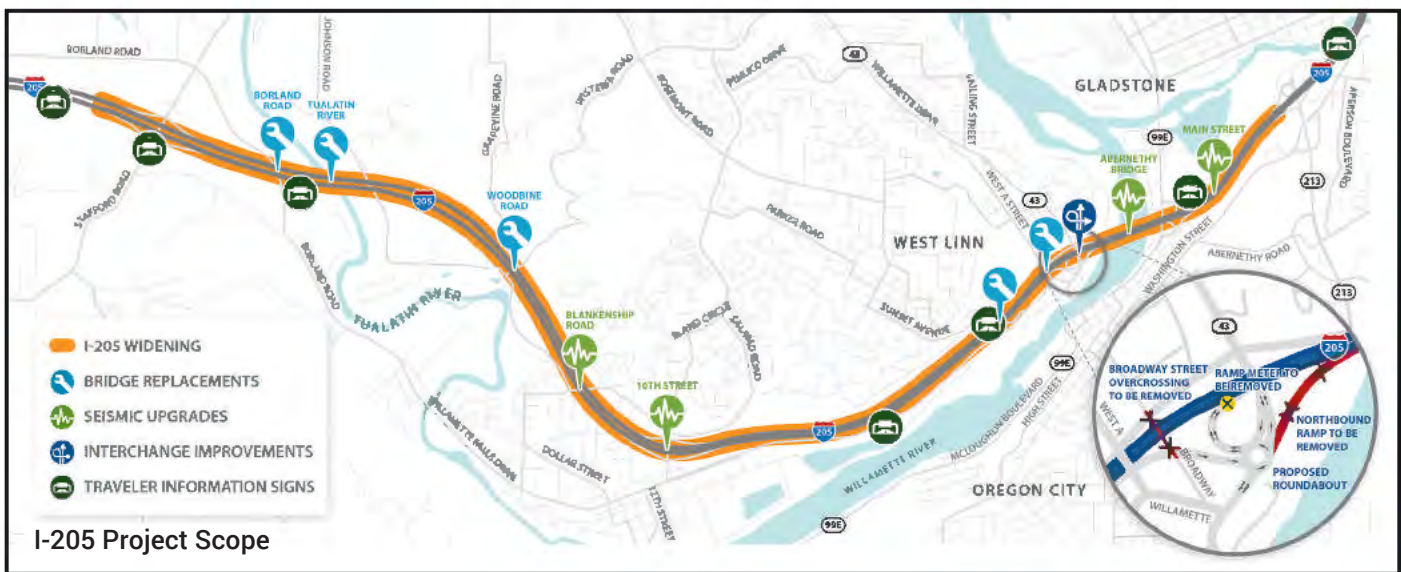 BORLAND ROAD
205
JOHNSON ROAD
BORLAND
ROAD
TUALATIN
RIVER
STAFFORD ROAD
BORLAND ROAD
TUALATIN RIVER
GRAPEVINE ROAD
205
WOODBINE
ROAD
ROSEMONT ROAD
PIMLICO DRIVE
43
FAILING STREET
GLADSTONE
99E
MAIN STREET
ABERNETHY
BRIDGE
205
213
WEST A STREET
43
PARKER ROAD
WEST LINN
WASHINGTON STREET
ABERNETHY ROAD
213
SUNSET AVENUE
BLAND CIRCLE
SALAMO ROAD
BLANKENSHIP
ROAD
10TH STREET
205
WILLAMETTE FALLS DRIVE
DOLLAR STREET
12TH STREET
WILLAMETTE RIVER
MCLOUGHLIN BOULEVARD
HIGH STREET
99E
OREGON CITY
99E
I-205 WIDENING
BRIDGE REPLACEMENTS
SEISMIC UPGRADES
INTERCHANGE IMPROVEMENTS
TRAVELER INFORMATION SIGNS
I-205 Project Scope
43
205
BROADWAY STREET
OVERCROSSING
TO BE REMOVED
RAMP METER TO
BE REMOVED
WEST A
NORTHBOUND
RAMP TO BE
REMOVED
BROADWAY
PROPOSED
ROUNDABOUT
WILLAMETTE